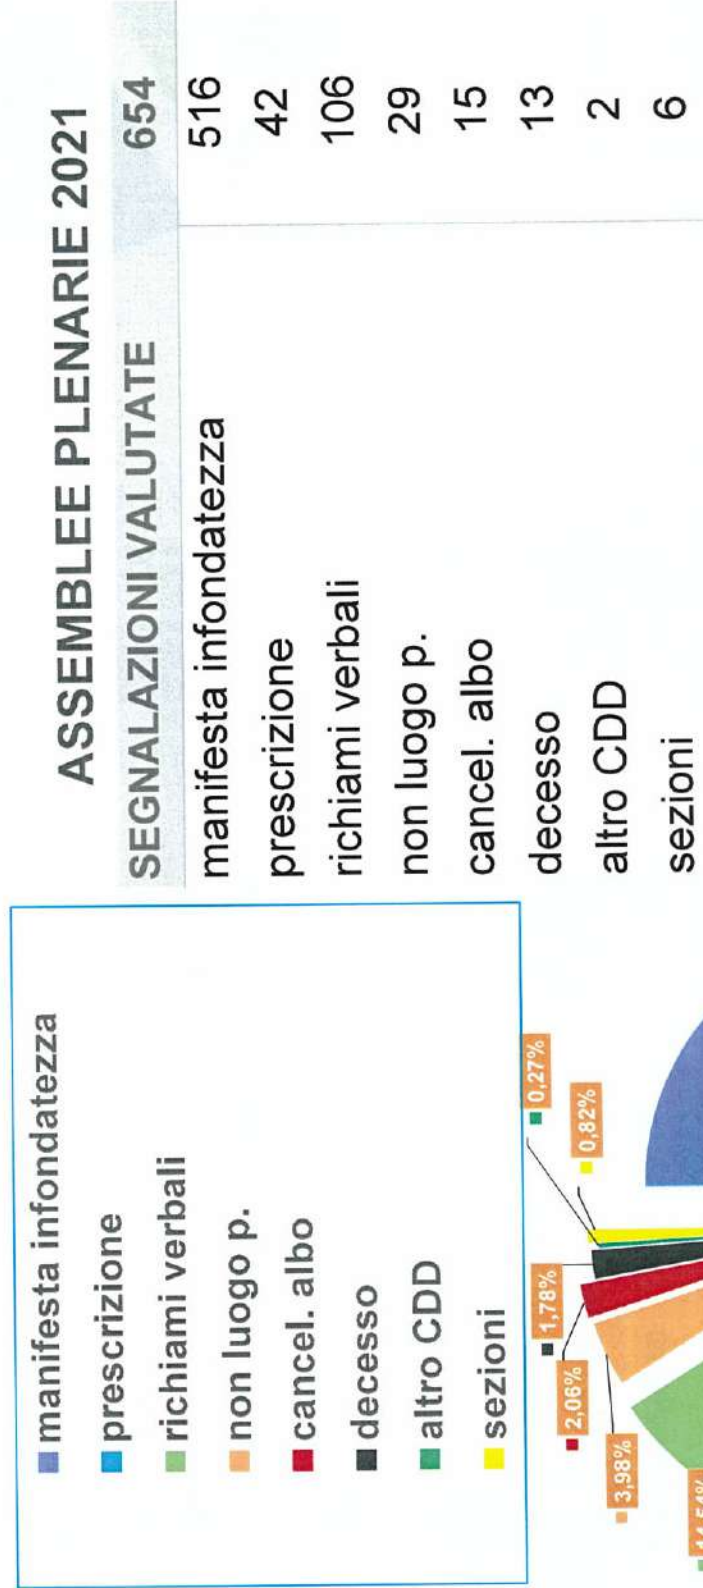 ASSEMBLEE PLENARIE 2021
SEGNALAZIONI VALUTATE 654
manifesta infondatezza 516
prescrizione 42
richiami verbali 106
non luogo p. 29
cancel. albo 15
decesso 13
altro CDD 2
sezioni 6
manifesta infondatezza
prescrizione
richiami verbali
non luogo p.
cancel. albo
decesso
altro CDD
sezioni
0,27%
0,82%
1,78%
2,06%
3,98%
14,54%